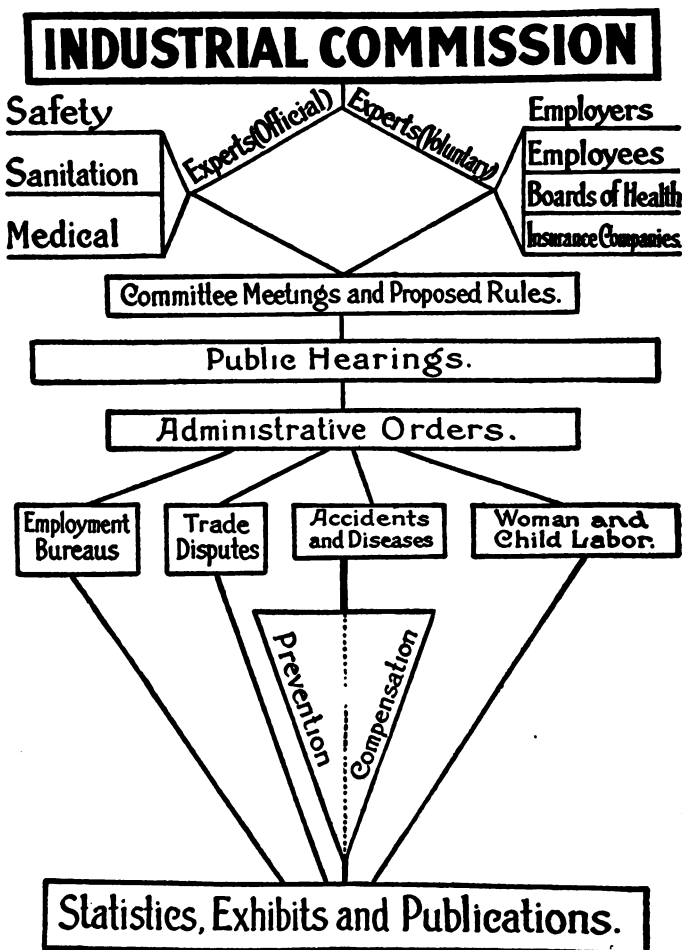 INDUSTRIAL COMMISSION
Safety
Sanitation
Medical
Experts(Official)
Experts(Voluntary)
Employers
Employees
Boards of Health
Insurance Companies.
Committee Meetings and Proposed Rules.
Public Hearings.
Administrative Orders.
Employment
Bureaus
Trade
Disputes
Accidents
and Diseases
Woman and
Child Labor.
Prevention
Compensation
Statistics, Exhibits and Publications.